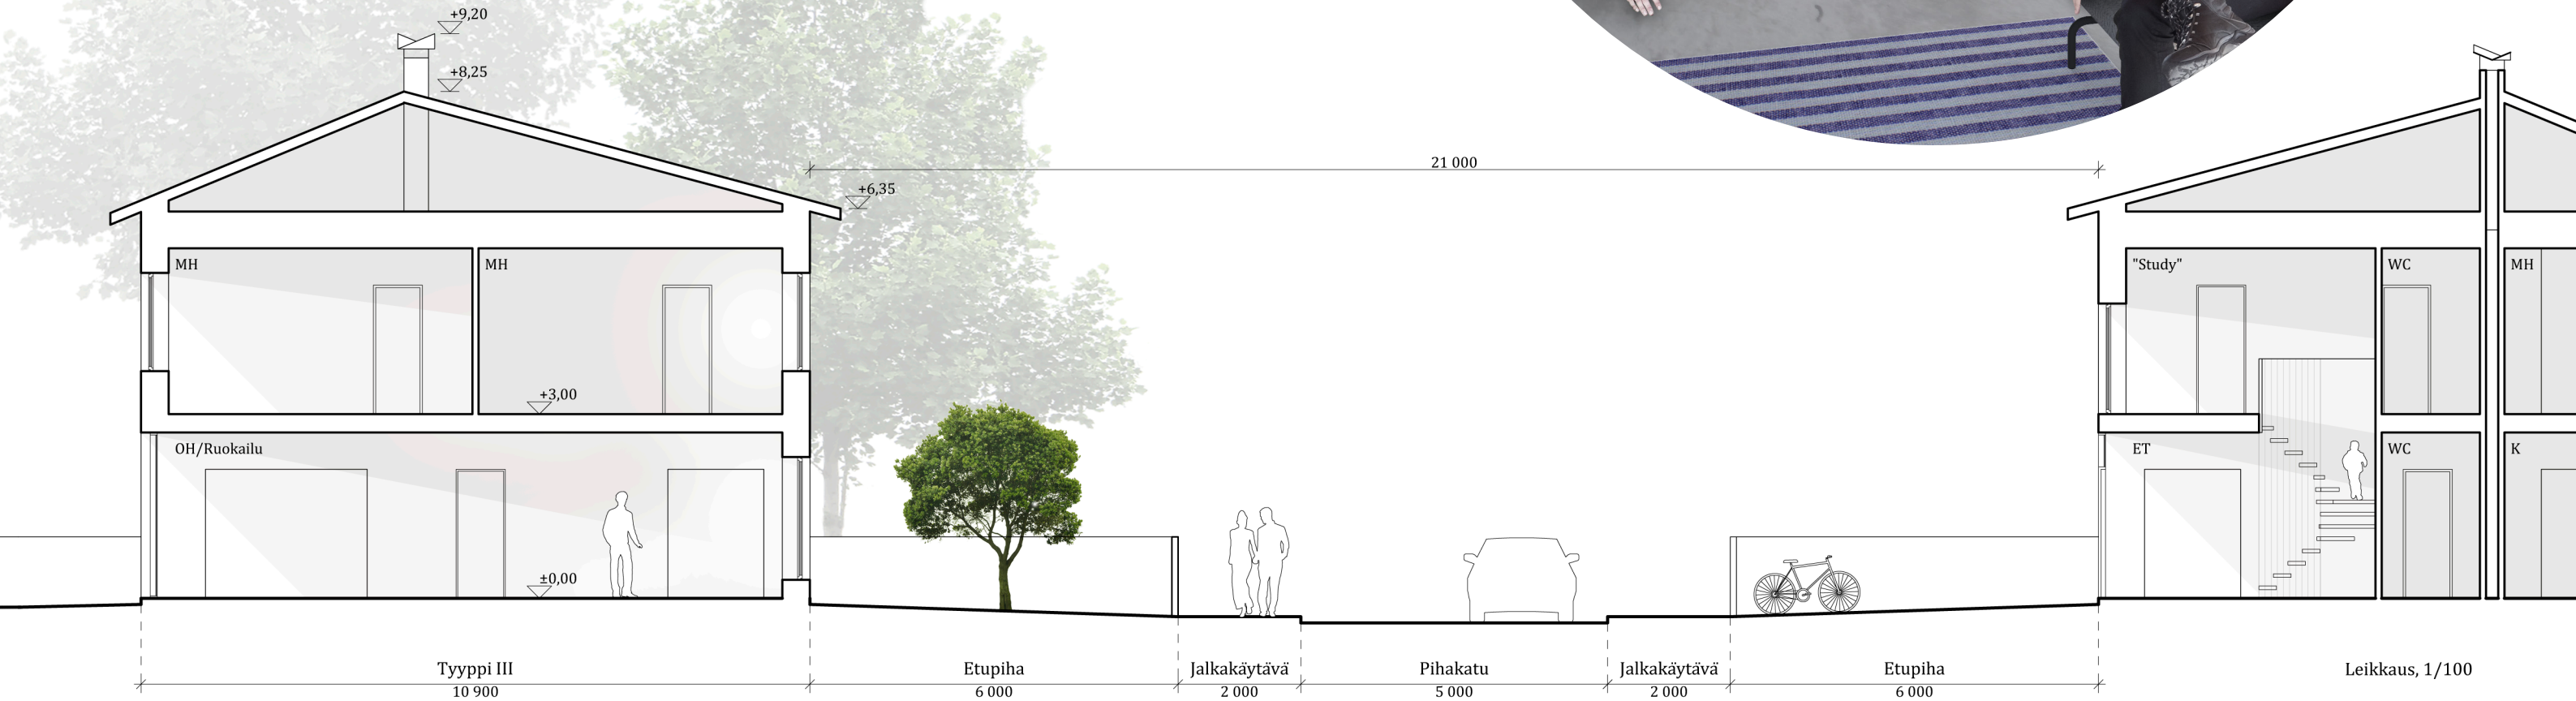 +9,20
+8,25
21 000
+6,35
MH
MH
"Study"
WC
MH
+3,00
OH/Ruokailu
ET
WC
K
±0,00
Tyyppi III
Etupiha
Jalkakäytävä
Pihakatu
Jalkakäytävä
Etupiha
Leikkaus, 1/100
10 900
6 000
2 000
5 000
2 000
6 000